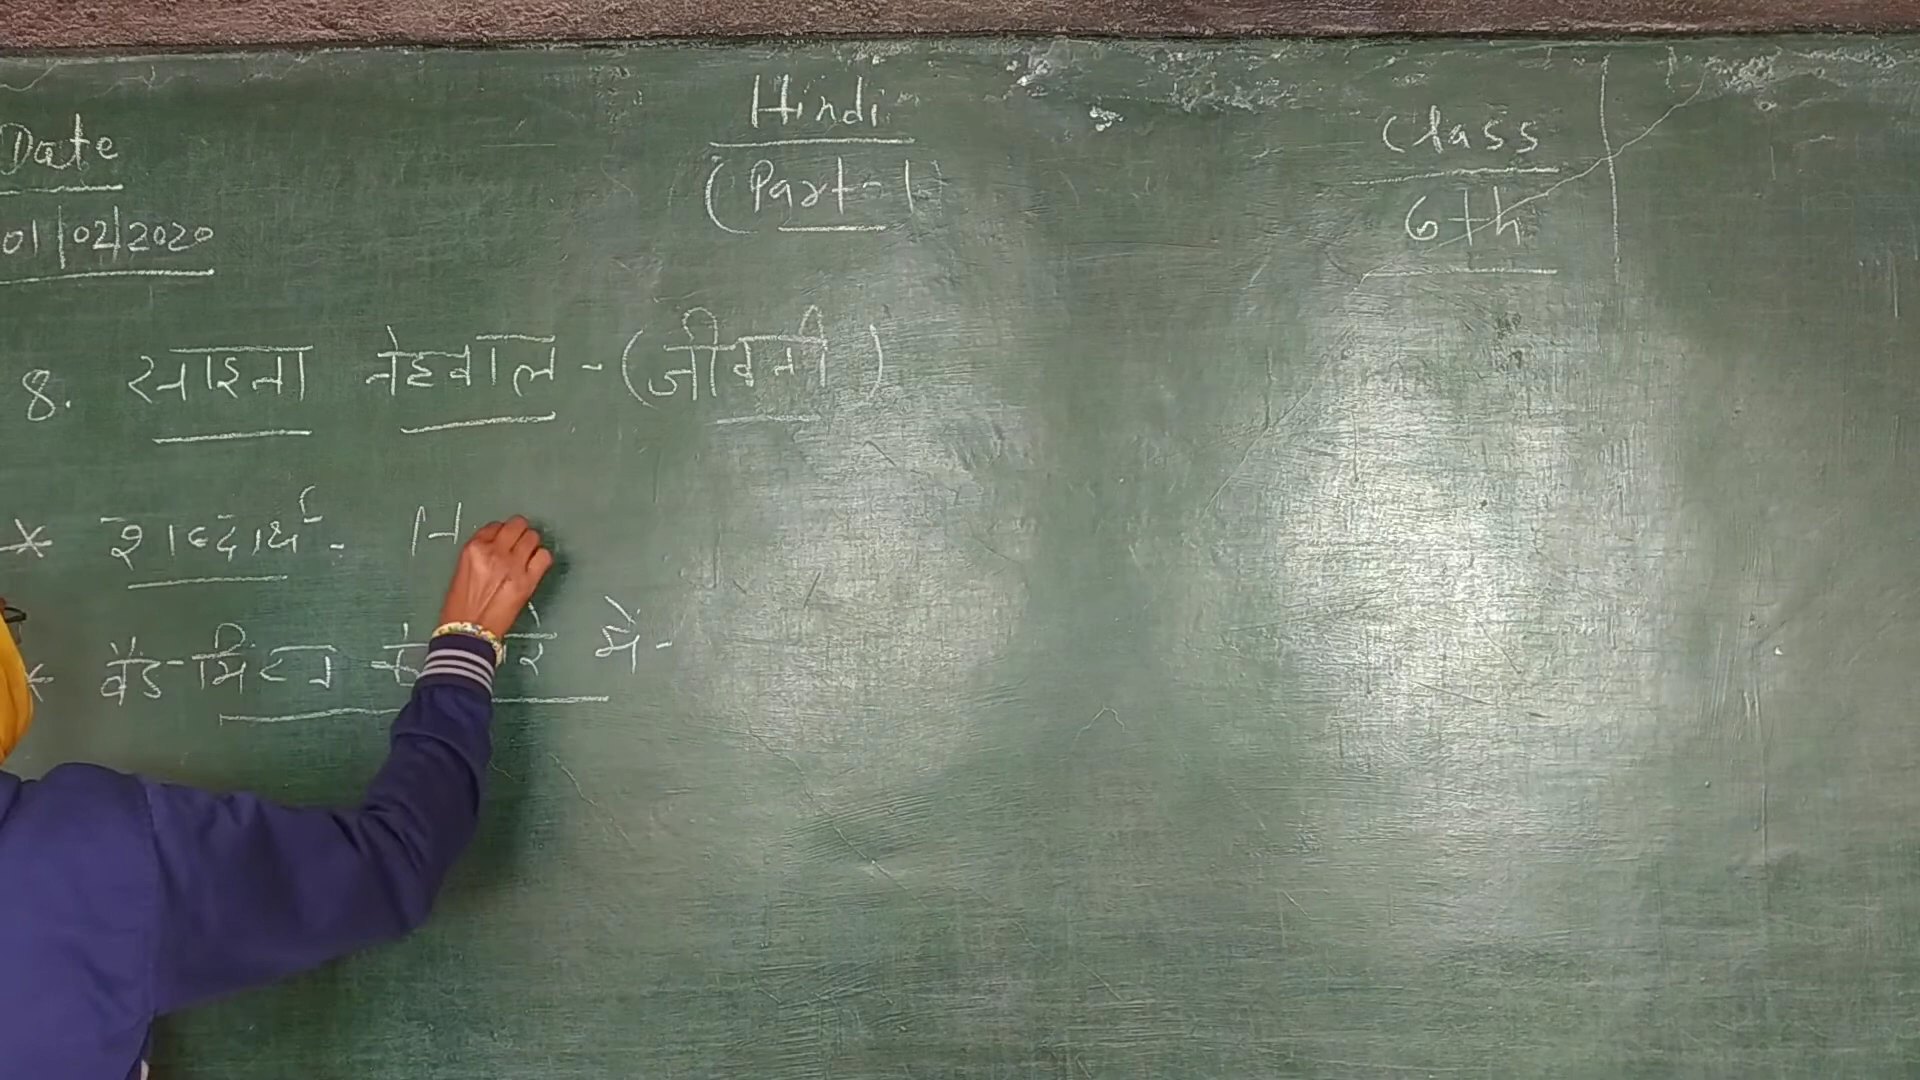 Date
01/02/2020
Hindi
(Part-1
Class
6th
8. साइना नेहवाल - (जीवनी)
* शब्दार्थ - H
* बैडमिंटन के बारे में -